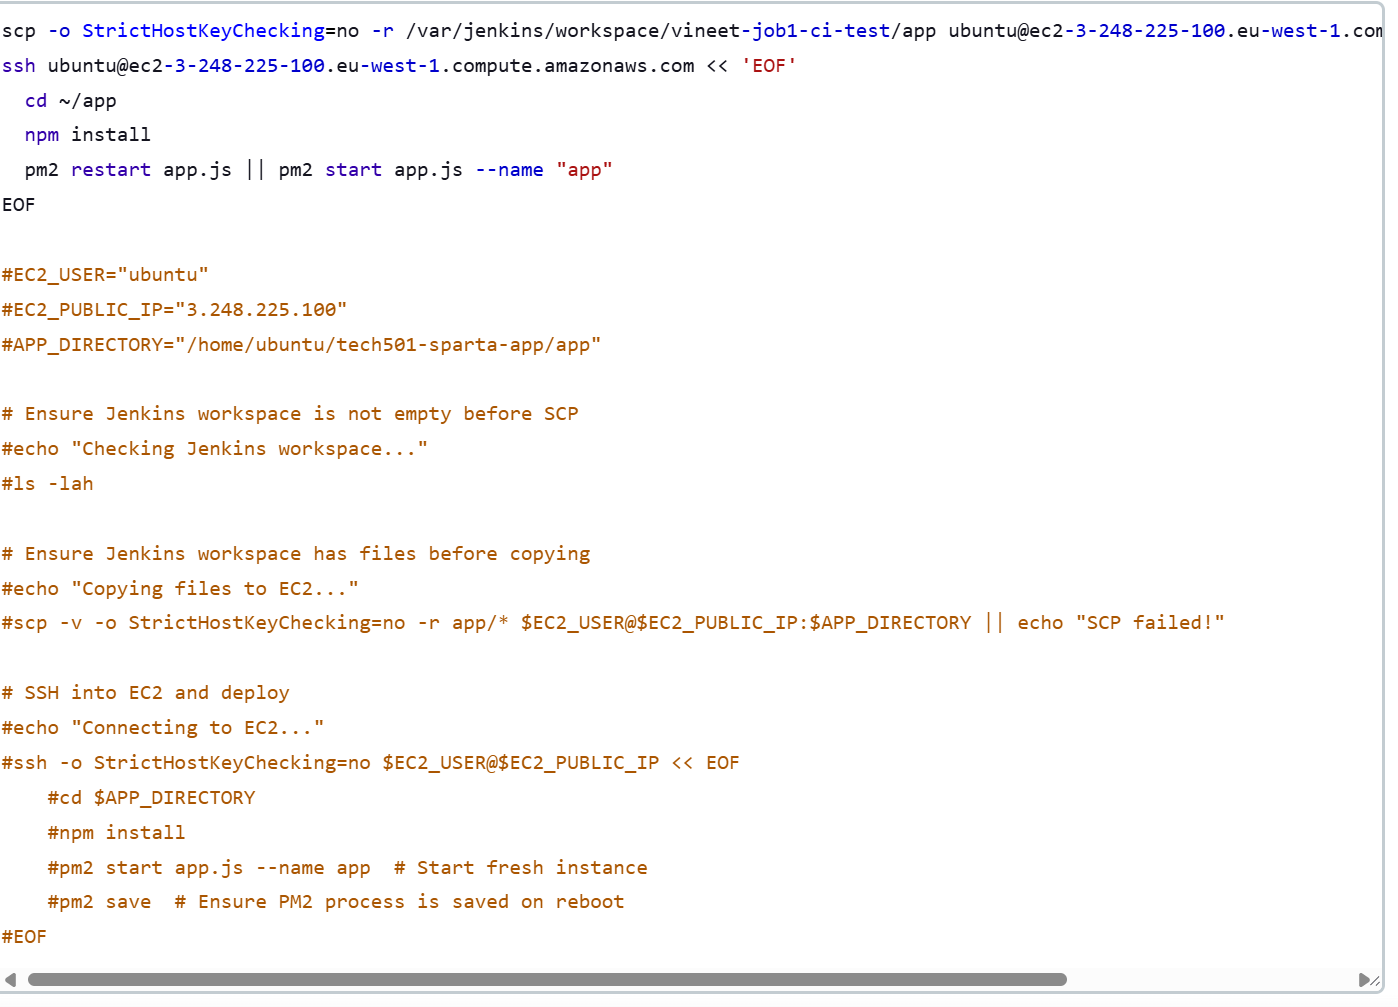 scp -o StrictHostKeyChecking=no -r /var/jenkins/workspace/vineet-job1-ci-test/app ubuntu@ec2-3-248-225-100.eu-west-1.com
ssh ubuntu@ec2-3-248-225-100.eu-west-1.compute.amazonaws.com << 'EOF'
  cd ~/app
  npm install
  pm2 restart app.js || pm2 start app.js --name "app"
EOF
#EC2_USER="ubuntu"
#EC2_PUBLIC_IP="3.248.225.100"
#APP_DIRECTORY="/home/ubuntu/tech501-sparta-app/app"
# Ensure Jenkins workspace is not empty before SCP
#echo "Checking Jenkins workspace..."
#ls -lah
# Ensure Jenkins workspace has files before copying
#echo "Copying files to EC2..."
#scp -v -o StrictHostKeyChecking=no -r app/* $EC2_USER@$EC2_PUBLIC_IP:$APP_DIRECTORY || echo "SCP failed!"
# SSH into EC2 and deploy
#echo "Connecting to EC2..."
#ssh -o StrictHostKeyChecking=no $EC2_USER@$EC2_PUBLIC_IP << EOF
    #cd $APP_DIRECTORY
    #npm install
    #pm2 start app.js --name app  # Start fresh instance
    #pm2 save  # Ensure PM2 process is saved on reboot
#EOF